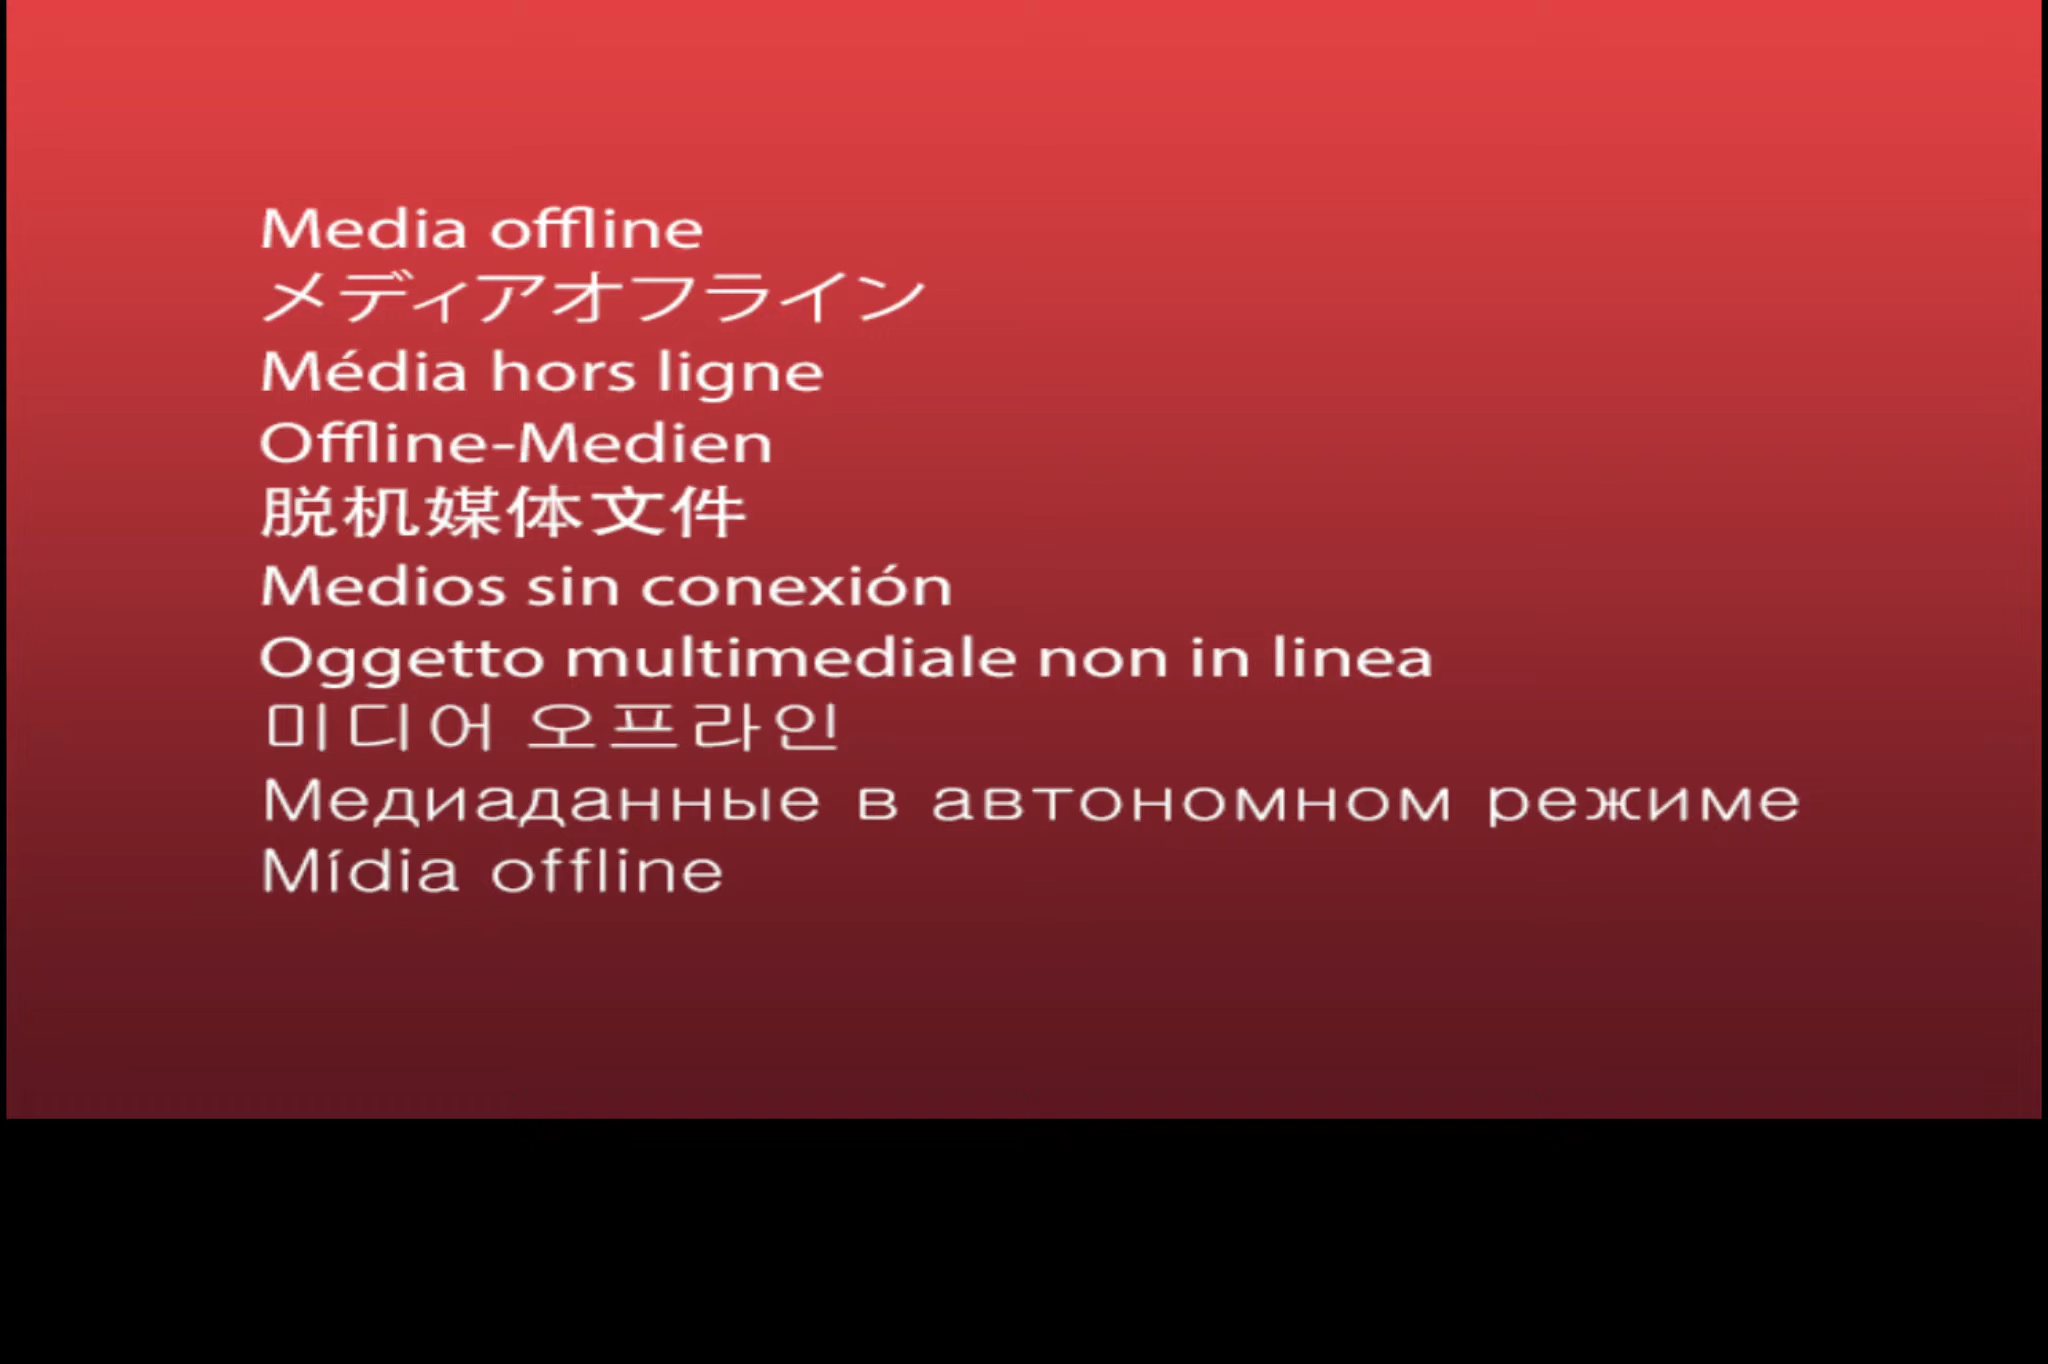 Media offline
メディアオフライン
Média hors ligne
Offline-Medien
脱机媒体文件
Medios sin conexión
Oggetto multimediale non in linea
미디어 오프라인
Медиаданные в автономном режиме
Mídia offline